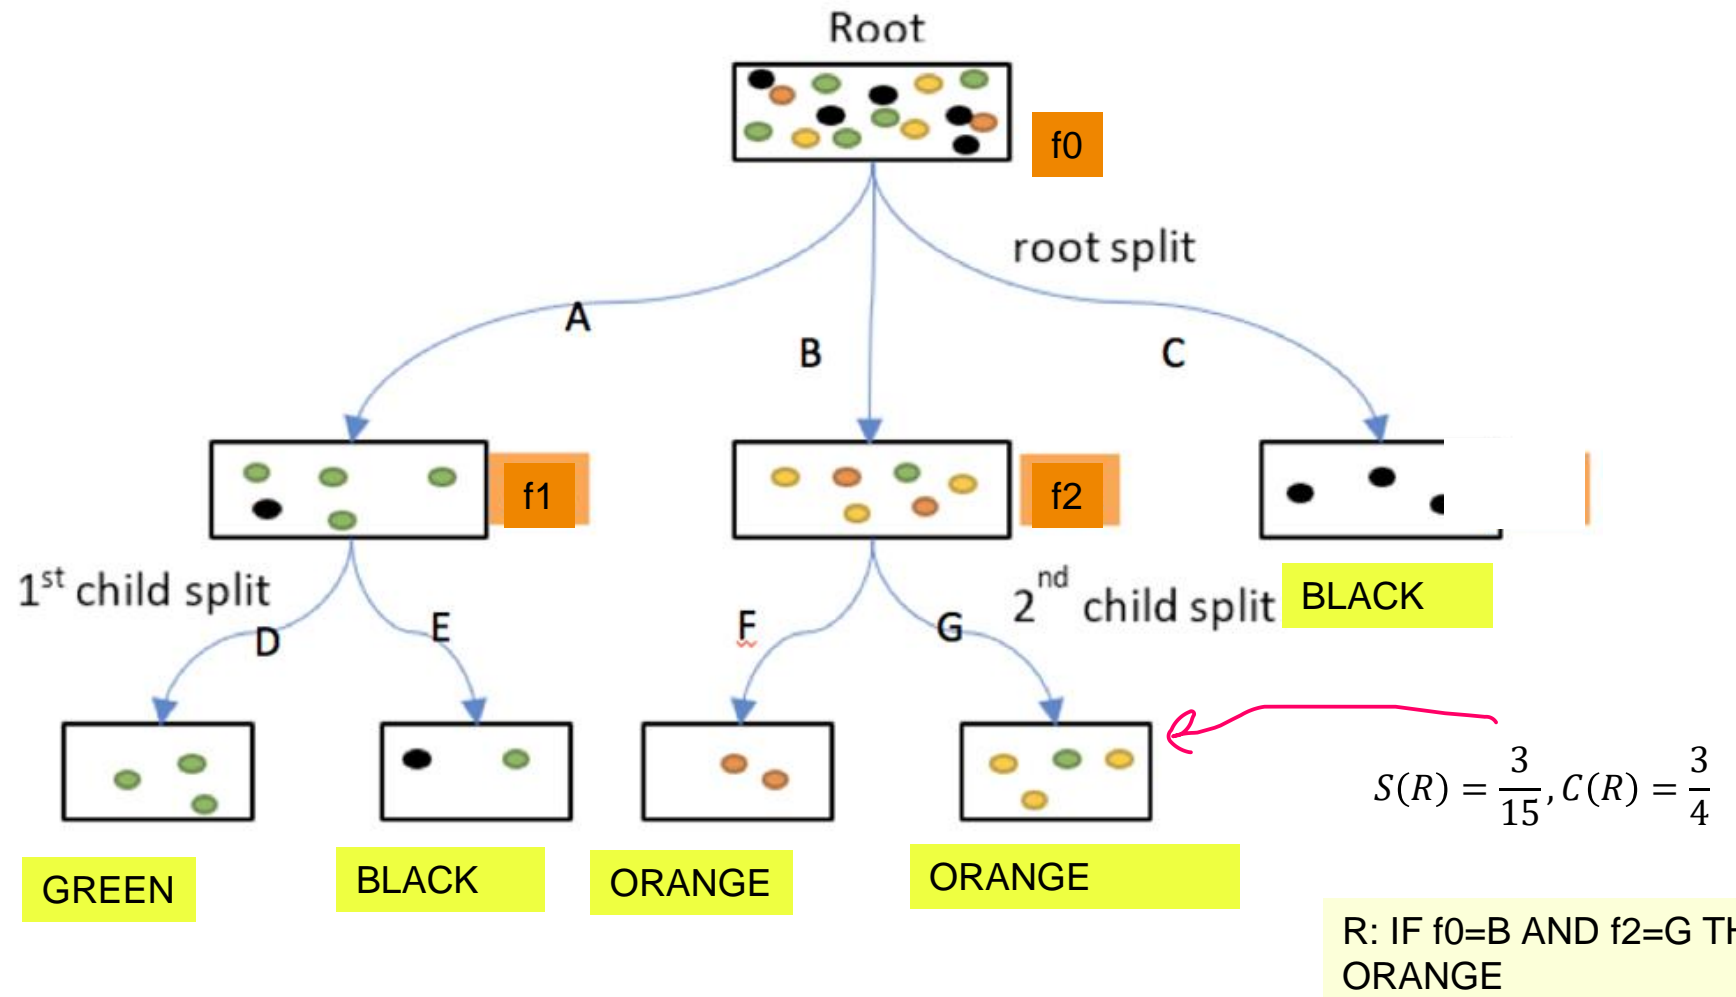 Root
f0
root split
A
B
C
f1
f2
1st child split
2nd child split
BLACK
D
E
F
G
S(R) = 3/15, C(R) = 3/4
GREEN
BLACK
ORANGE
ORANGE
R: IF f0=B AND f2=G
ORANGE